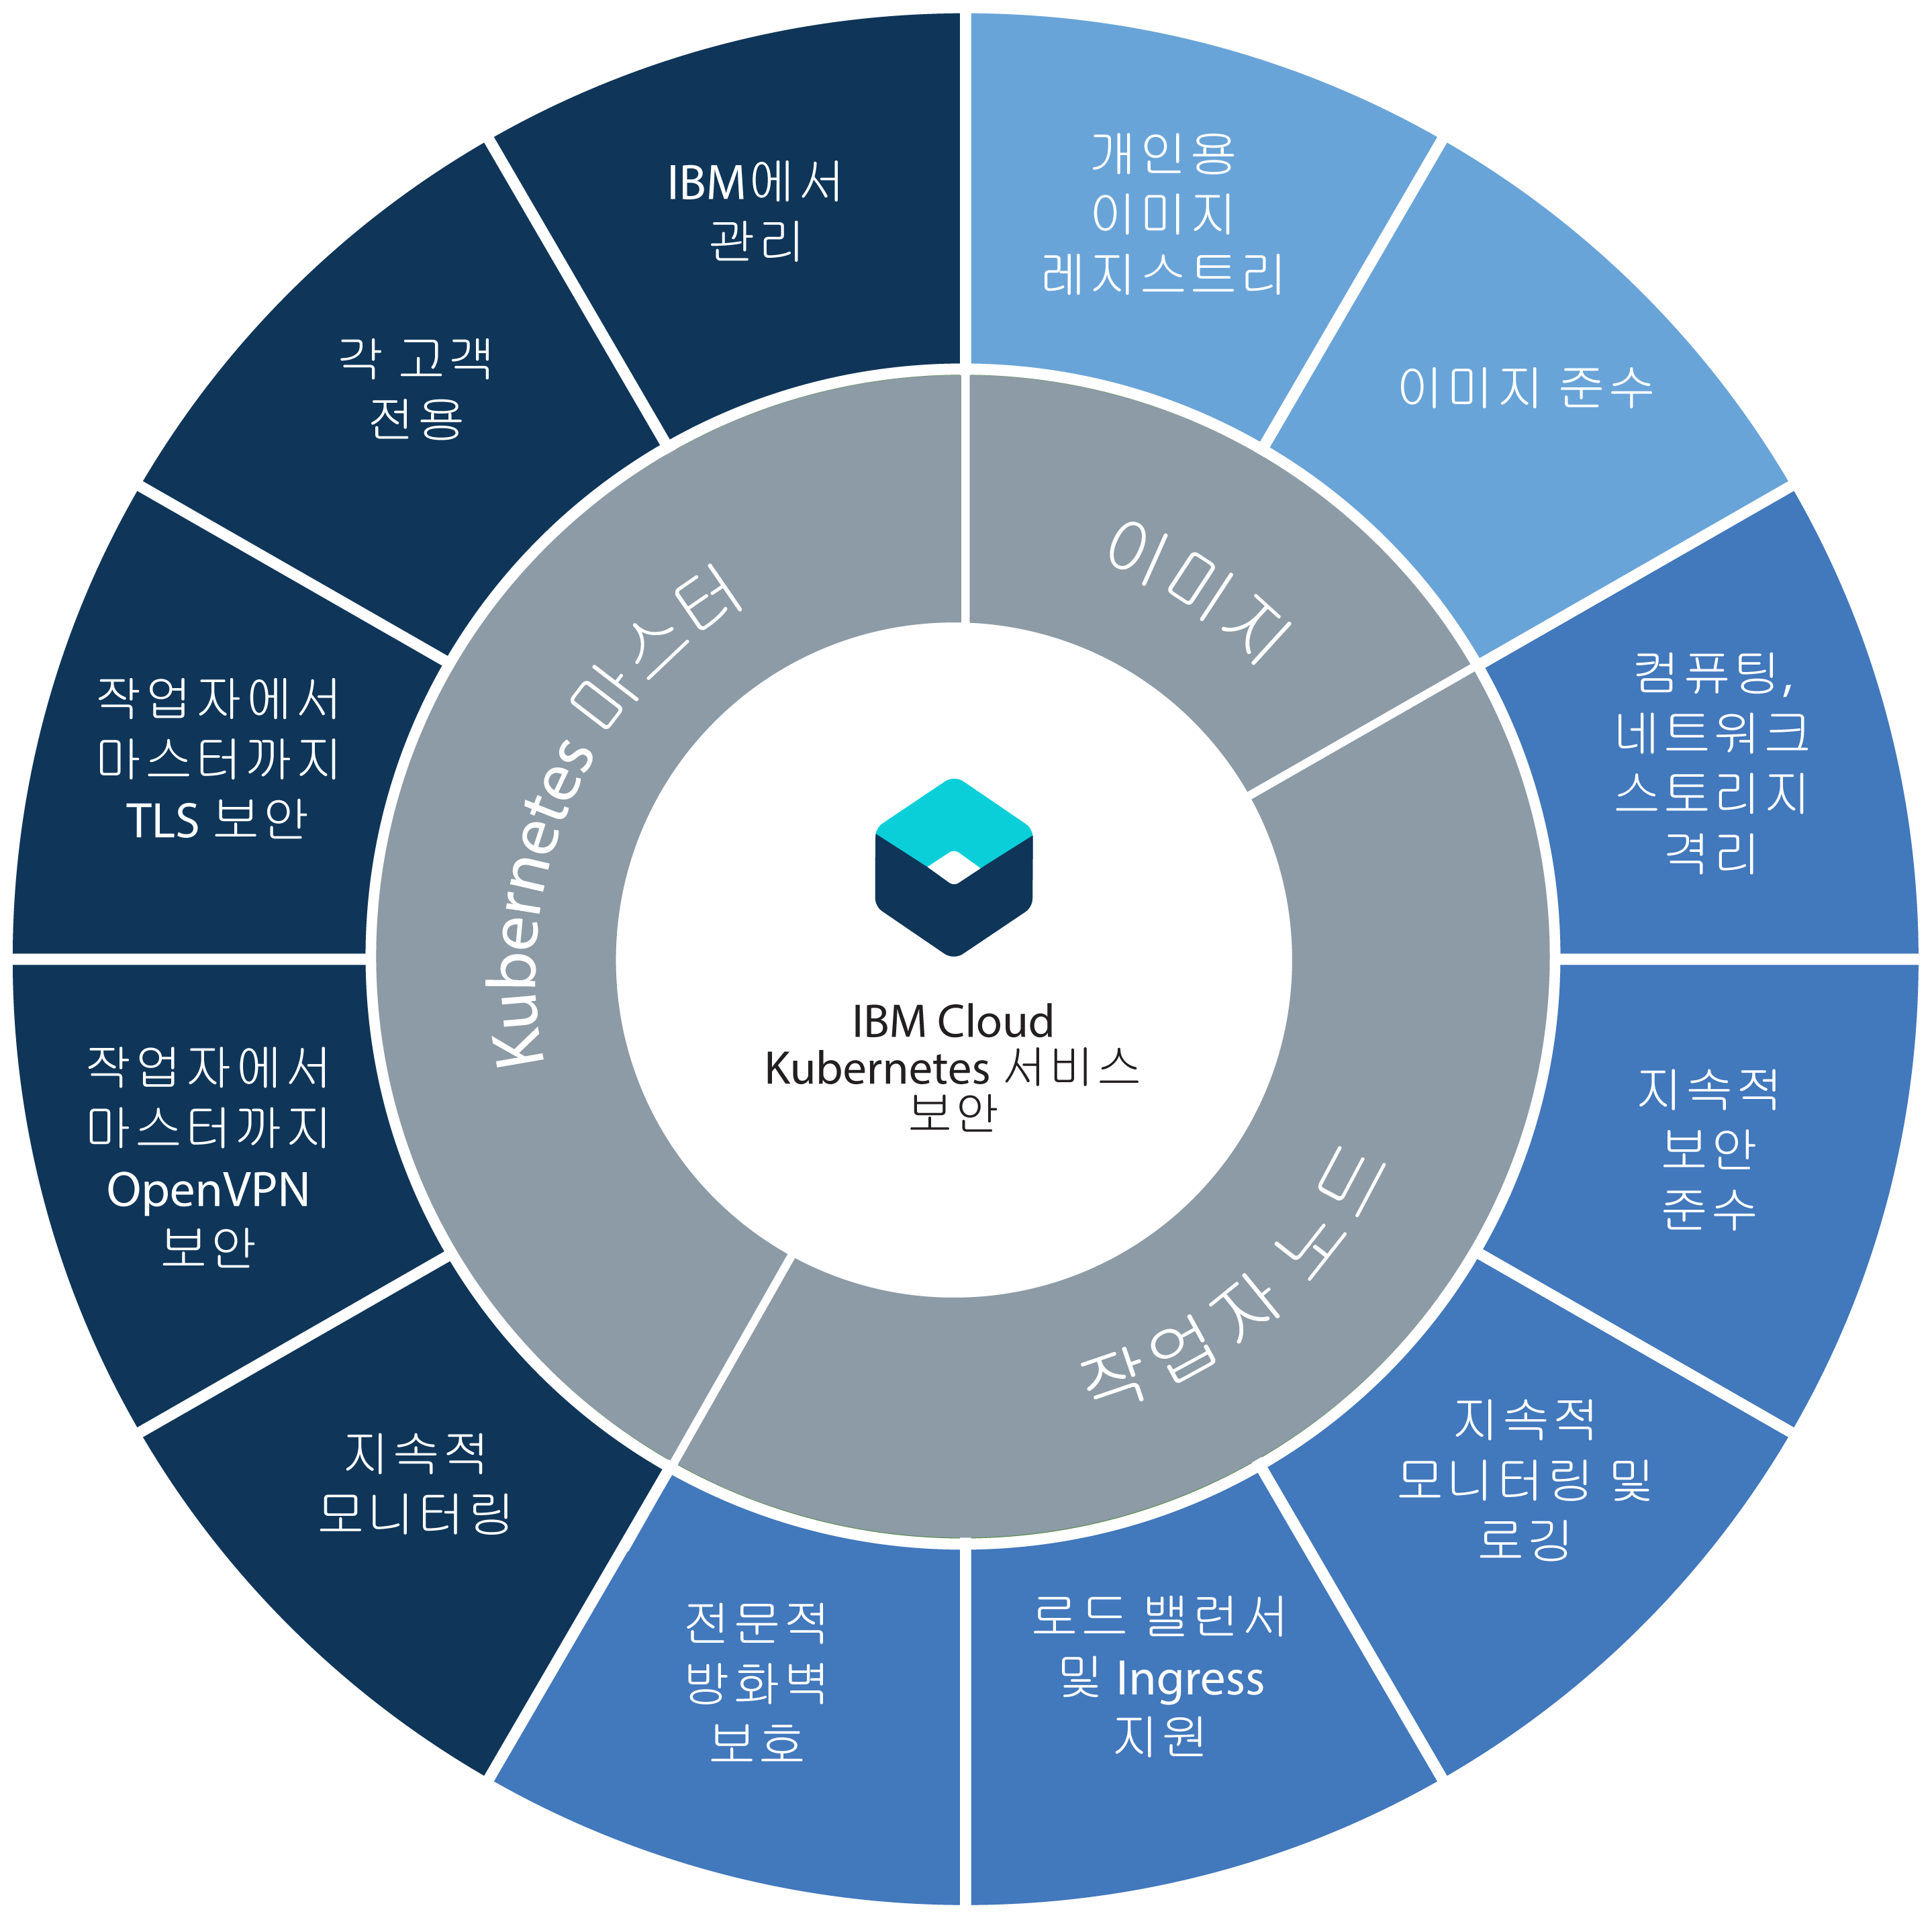 IBM에서
관리
개인용
이미지
레지스트리
이미지 준수
컴퓨팅,
네트워크
스토리지
격리
지속적
보안
준수
지속적
모니터링 및
로깅
로드 밸런서
및 Ingress
지원
전문적
방화벽
보호
지속적
모니터링
작업자에서
마스터까지
OpenVPN
보안
작업자에서
마스터까지
TLS 보안
각 고객
전용
Kubernetes 마스터
이미지
작업자 노드
IBM Cloud
Kubernetes 서비스
보안